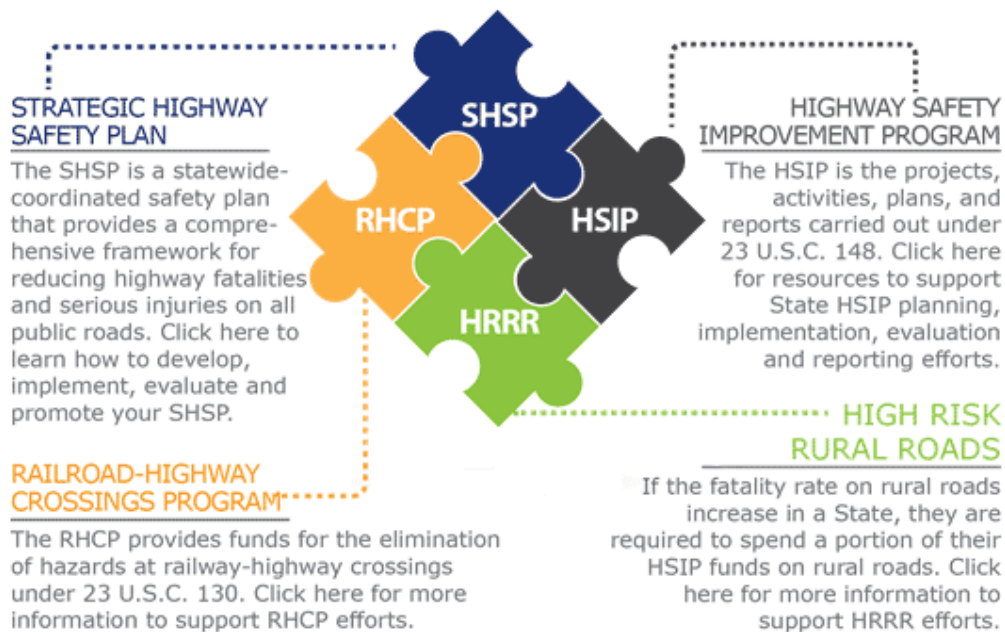 STRATEGIC HIGHWAY
SAFETY PLAN
The SHSP is a statewide-
coordinated safety plan
that provides a compre-
hensive framework for
reducing highway fatalities
and serious injuries on all
public roads. Click here to
learn how to develop,
implement, evaluate and
promote your SHSP.
SHSP
RHCP
HSIP
HRRR
HIGHWAY SAFETY
IMPROVEMENT PROGRAM
The HSIP is the projects,
activities, plans, and
reports carried out under
23 U.S.C. 148. Click here
for resources to support
State HSIP planning,
implementation, evaluation
and reporting efforts.
RAILROAD-HIGHWAY
CROSSINGS PROGRAM
The RHCP provides funds for the elimination
of hazards at railway-highway crossings
under 23 U.S.C. 130. Click here for more
information to support RHCP efforts.
HIGH RISK
RURAL ROADS
If the fatality rate on rural roads
increase in a State, they are
required to spend a portion of their
HSIP funds on rural roads. Click
here for more information to
support HRRR efforts.